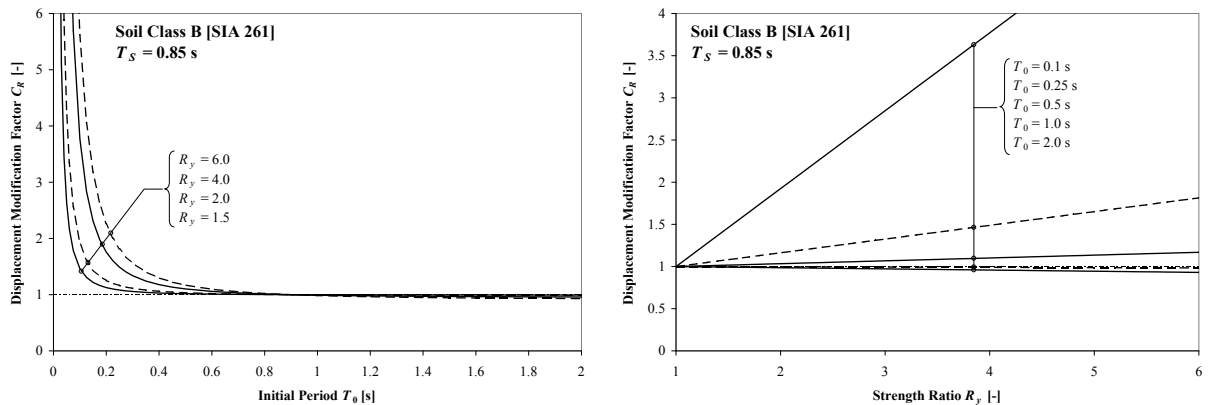 Soil Class B [SIA 261]
T_S = 0.85 s
Displacement Modification Factor C_R [-]
6
5
4
3
2
1
0
R_y = 6.0
R_y = 4.0
R_y = 2.0
R_y = 1.5
0 0.2 0.4 0.6 0.8 1 1.2 1.4 1.6 1.8 2
Initial Period T_0 [s]
Soil Class B [SIA 261]
T_S = 0.85 s
Displacement Modification Factor C_R [-]
4
3.5
3
2.5
2
1.5
1
0.5
0
T_0 = 0.1 s
T_0 = 0.25 s
T_0 = 0.5 s
T_0 = 1.0 s
T_0 = 2.0 s
1 2 3 4 5 6
Strength Ratio R_y [-]